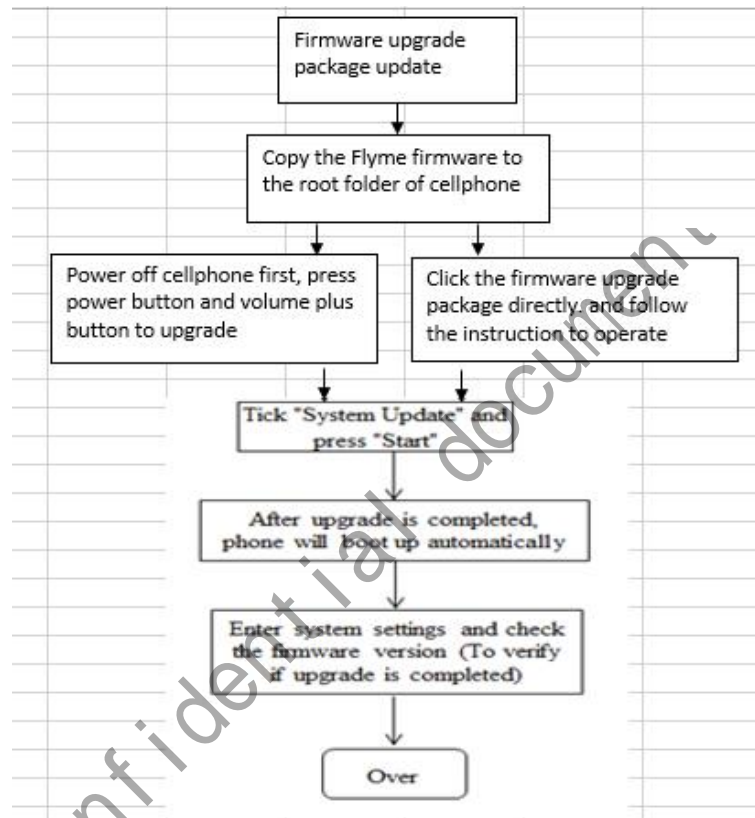 Firmware upgrade
package update
Copy the Flyme firmware to
the root folder of cellphone
Power off cellphone first, press
power button and volume plus
button to upgrade
Click the firmware upgrade
package directly. and follow
the instruction to operate
Tick "System Update" and
press "Start"
After upgrade is completed,
phone will boot up automatically
Enter system settings and check
the firmware version (To verify
if upgrade is completed)
Over
nfidential document